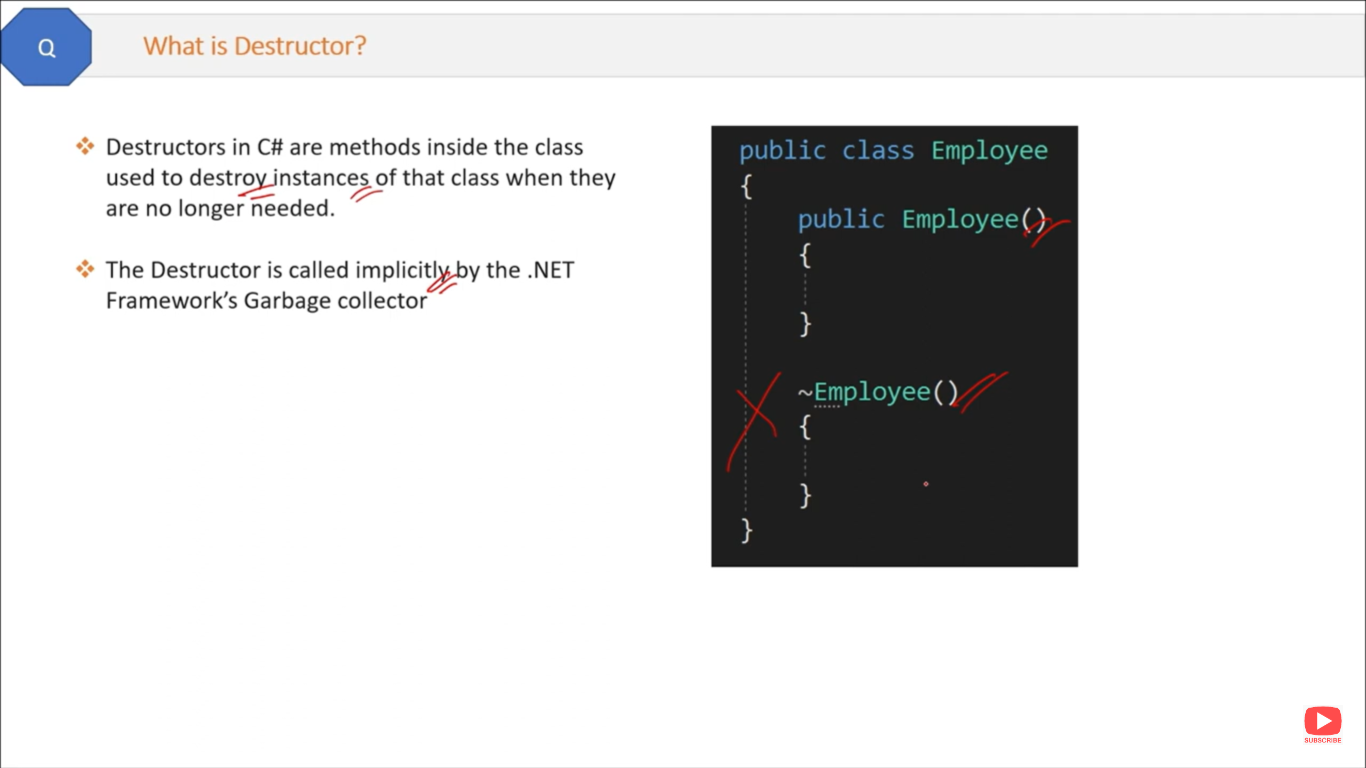 Q
What is Destructor?
Destructors in C# are methods inside the class
used to destroy instances of that class when they
are no longer needed.
The Destructor is called implicitly by the .NET
Framework’s Garbage collector
public class Employee
{
public Employee()
{
}
~Employee()
{
}
}
SUBSCRIBE